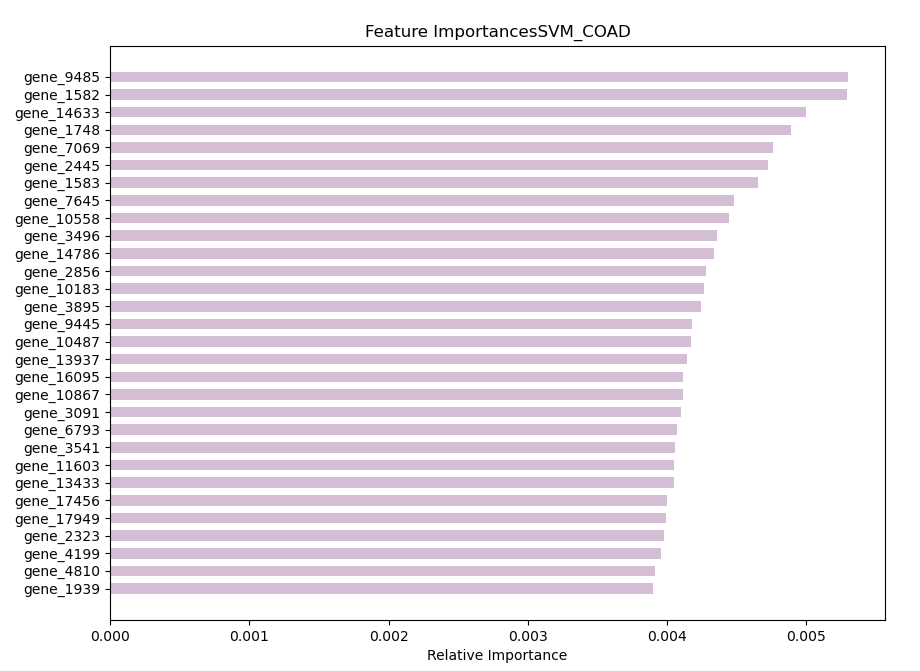 Feature ImportancesSVM_COAD
gene_9485
gene_1582
gene_14633
gene_1748
gene_7069
gene_2445
gene_1583
gene_7645
gene_10558
gene_3496
gene_14786
gene_2856
gene_10183
gene_3895
gene_9445
gene_10487
gene_13937
gene_16095
gene_10867
gene_3091
gene_6793
gene_3541
gene_11603
gene_13433
gene_17456
gene_17949
gene_2323
gene_4199
gene_4810
gene_1939
0.000 0.001 0.002 0.003 0.004 0.005
Relative Importance